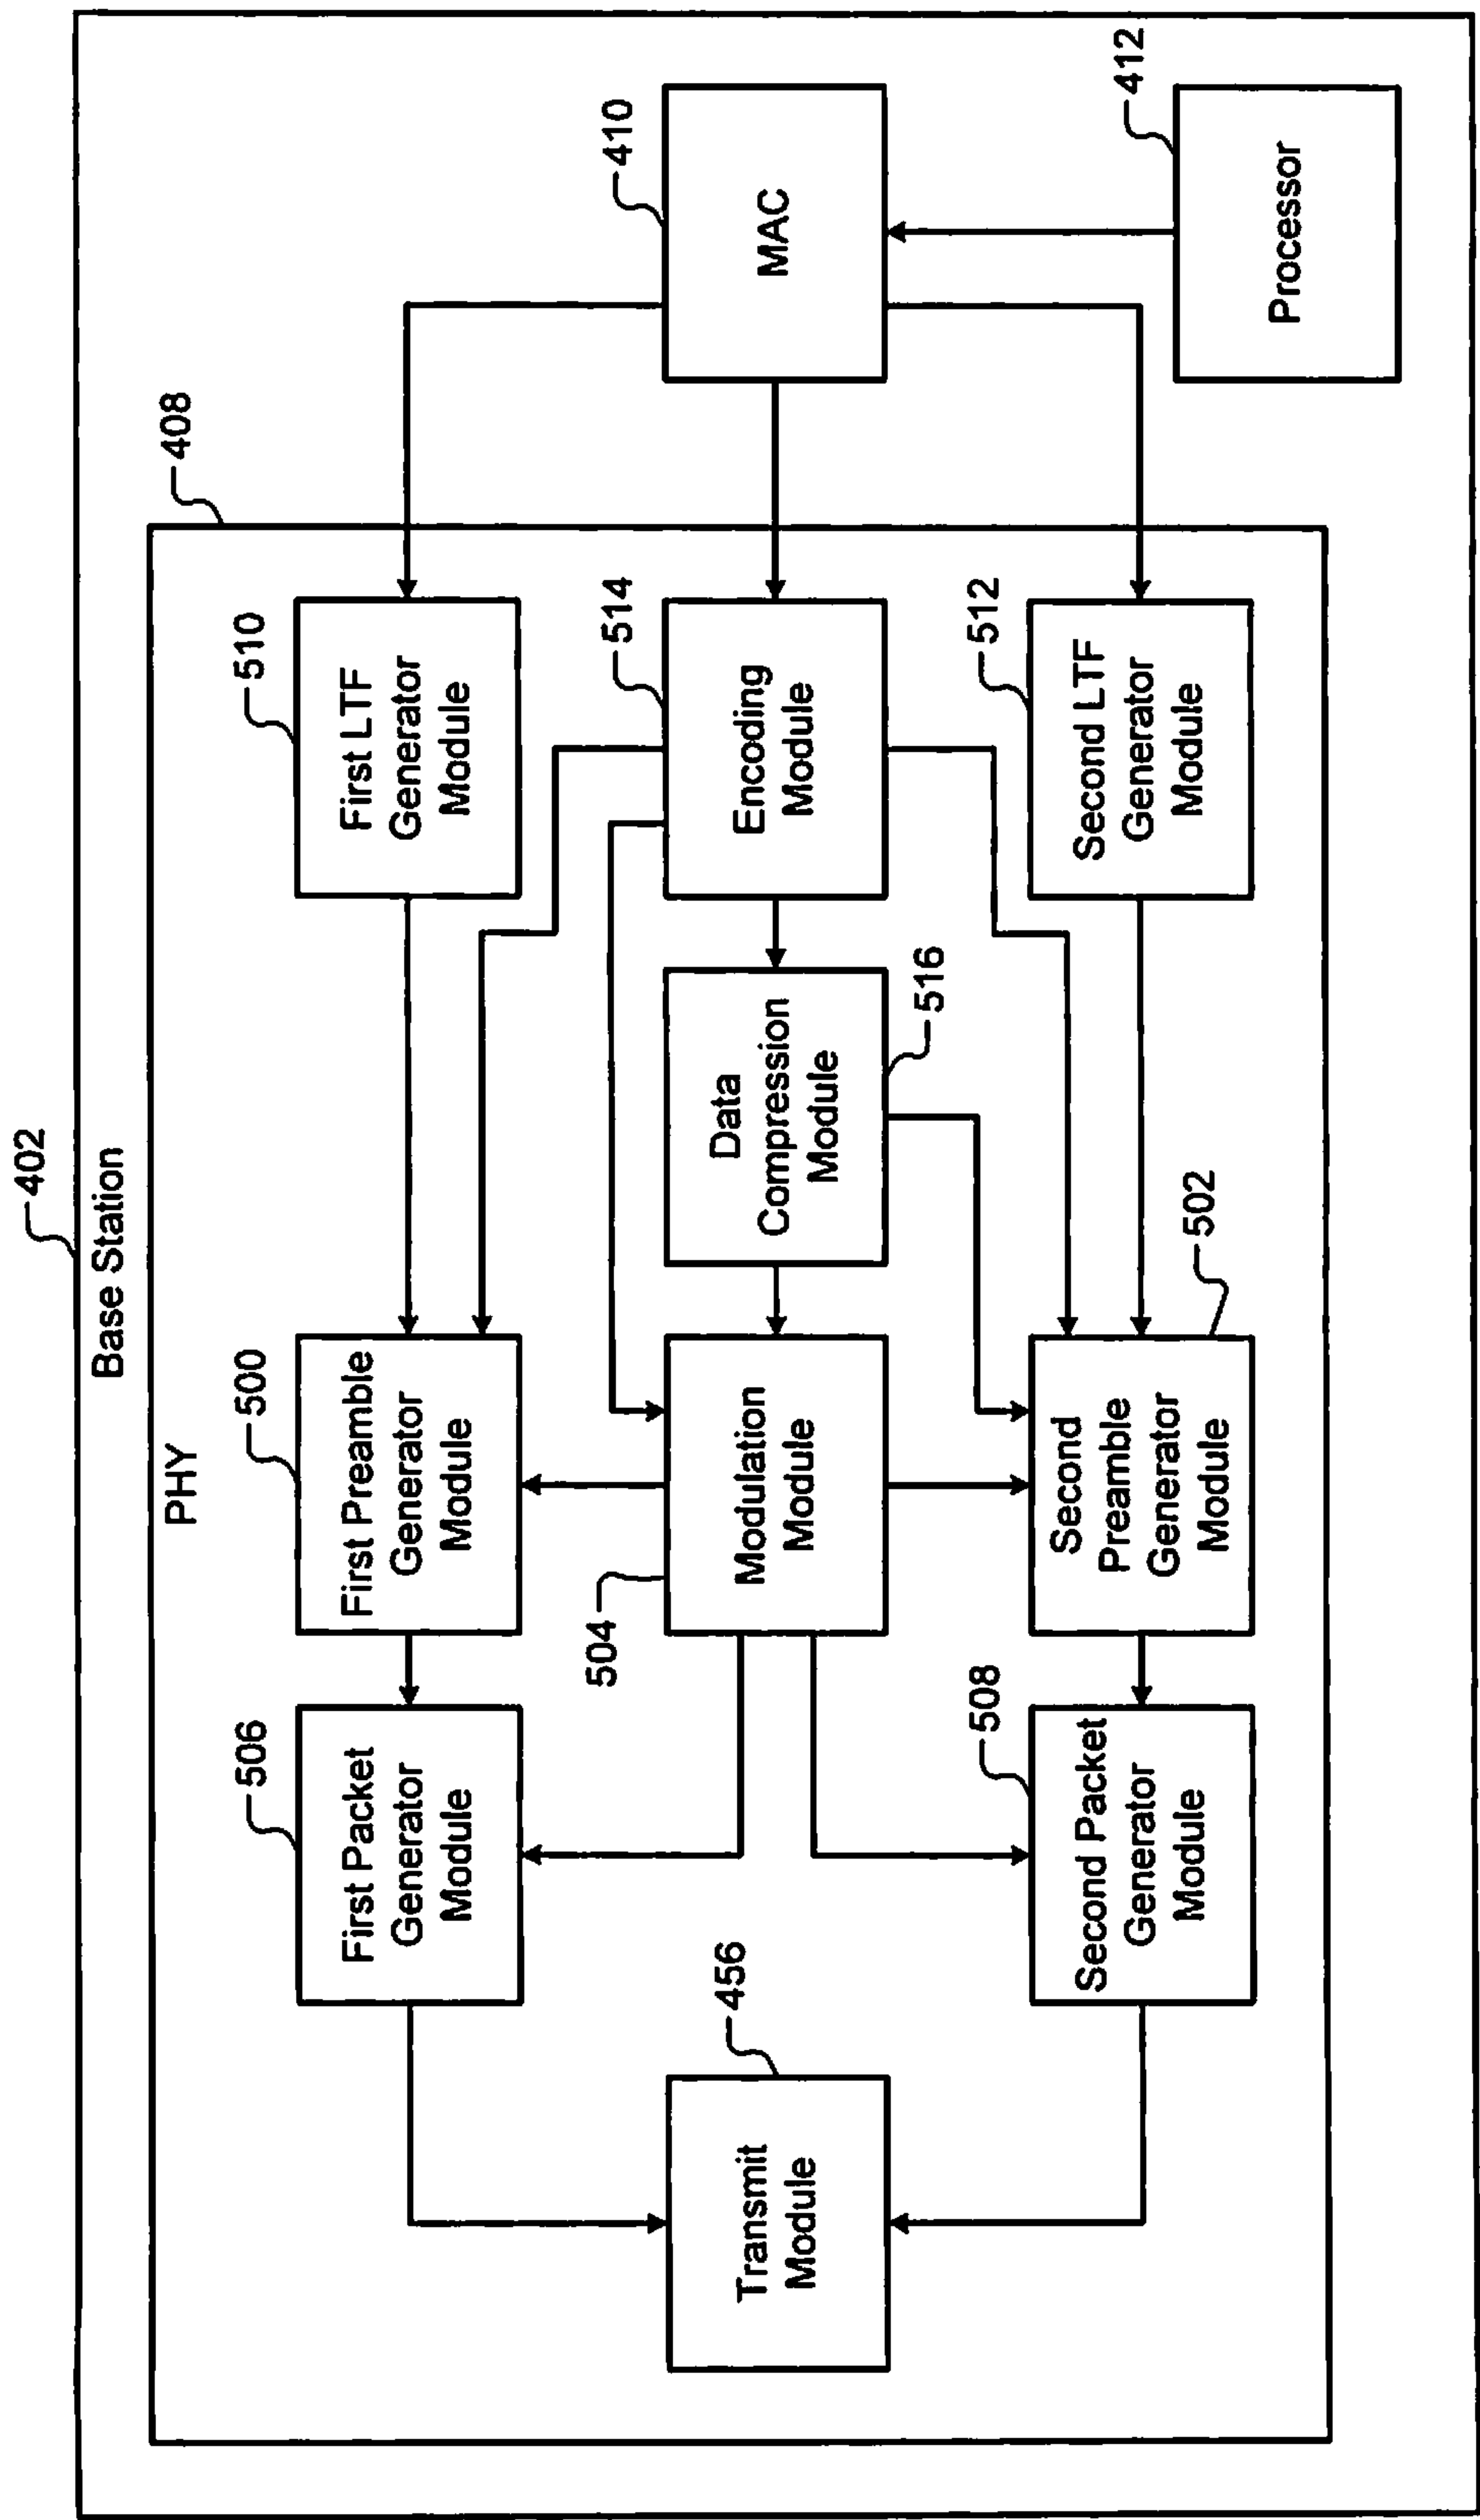 402
Base Station
PHY
408
506
First Packet
Generator
Module
500
First Preamble
Generator
Module
510
First LTF
Generator
Module
456
Transmit
Module
504
Modulation
Module
Data
Compression
Module
516
514
Encoding
Module
410
MAC
508
Second Packet
Generator
Module
502
Second
Preamble
Generator
Module
512
Second LTF
Generator
Module
412
Processor